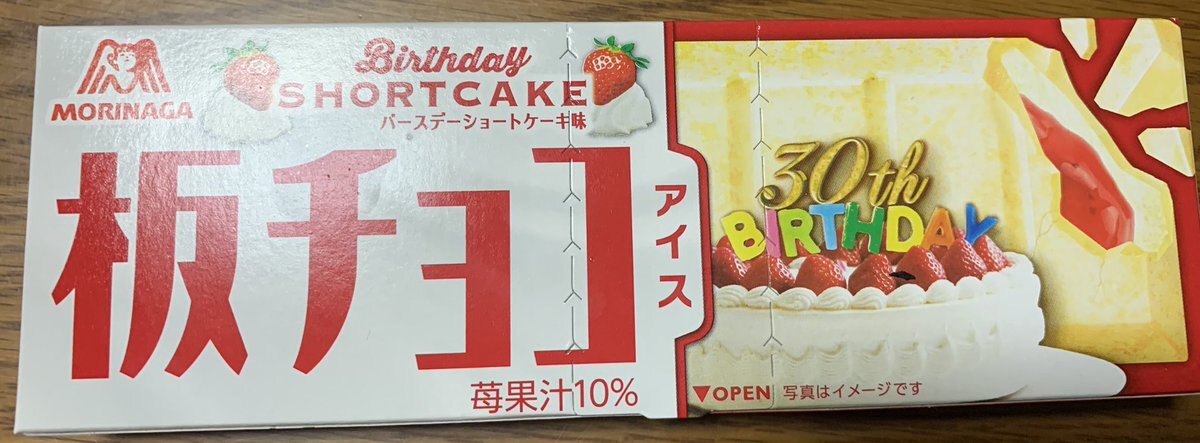 MORINAGA
Birthday
SHORTCAKE
バースデーショートケーキ味
板チョコ
アイス
苺果汁10%
30th
BIRTHDAY
▼OPEN 写真はイメージです